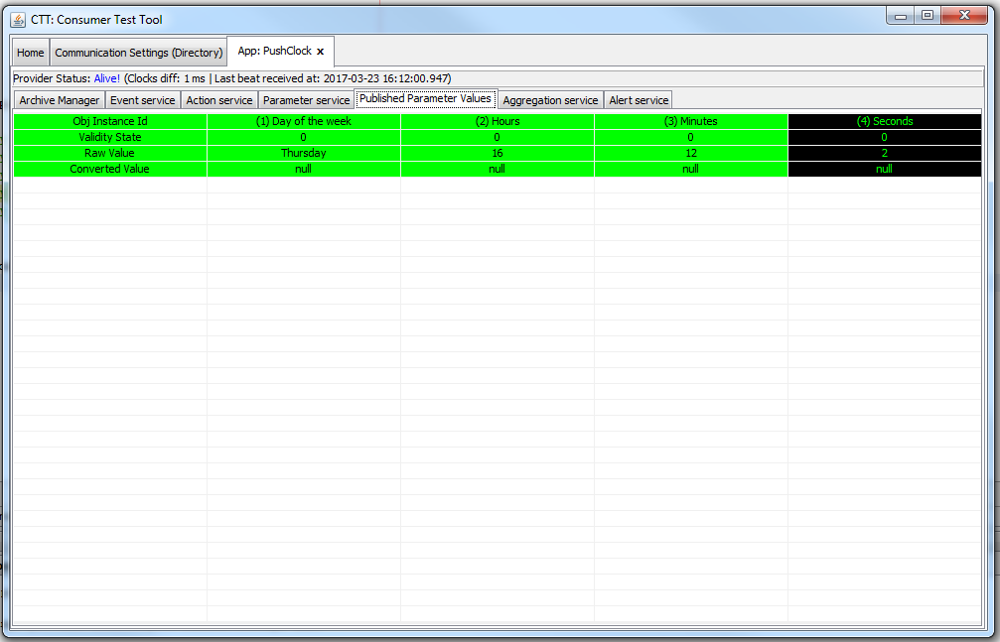 CTT: Consumer Test Tool
Home Communication Settings (Directory) App: PushClock x
Provider Status: Alive! (Clocks diff: 1 ms | Last beat received at: 2017-03-23 16:12:00.947)
Archive Manager Event service Action service Parameter service Published Parameter Values Aggregation service Alert service
Obj Instance Id (1) Day of the week (2) Hours (3) Minutes (4) Seconds
Validity State 0 0 0 0
Raw Value Thursday 16 12 2
Converted Value null null null null